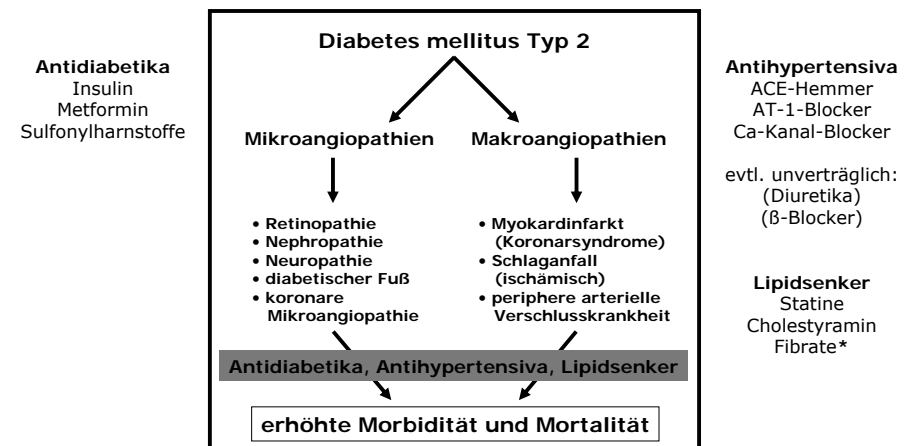 Diabetes mellitus Typ 2
Antidiabetika
Insulin
Metformin
Sulfonylharnstoffe
Mikroangiopathien
Makroangiopathien
• Retinopathie
• Nephropathie
• Neuropathie
• diabetischer Fuß
• koronare
Mikroangiopathie
• Myokardinfarkt
(Koronarsyndrome)
• Schlaganfall
(ischämisch)
• periphere arterielle
Verschlusskrankheit
Antidiabetika, Antihypertensiva, Lipidsenker
erhöhte Morbidität und Mortalität
Antihypertensiva
ACE-Hemmer
AT-1-Blocker
Ca-Kanal-Blocker
evtl. unverträglich:
(Diuretika)
(ß-Blocker)
Lipidsenker
Statine
Cholestyramin
Fibrate*